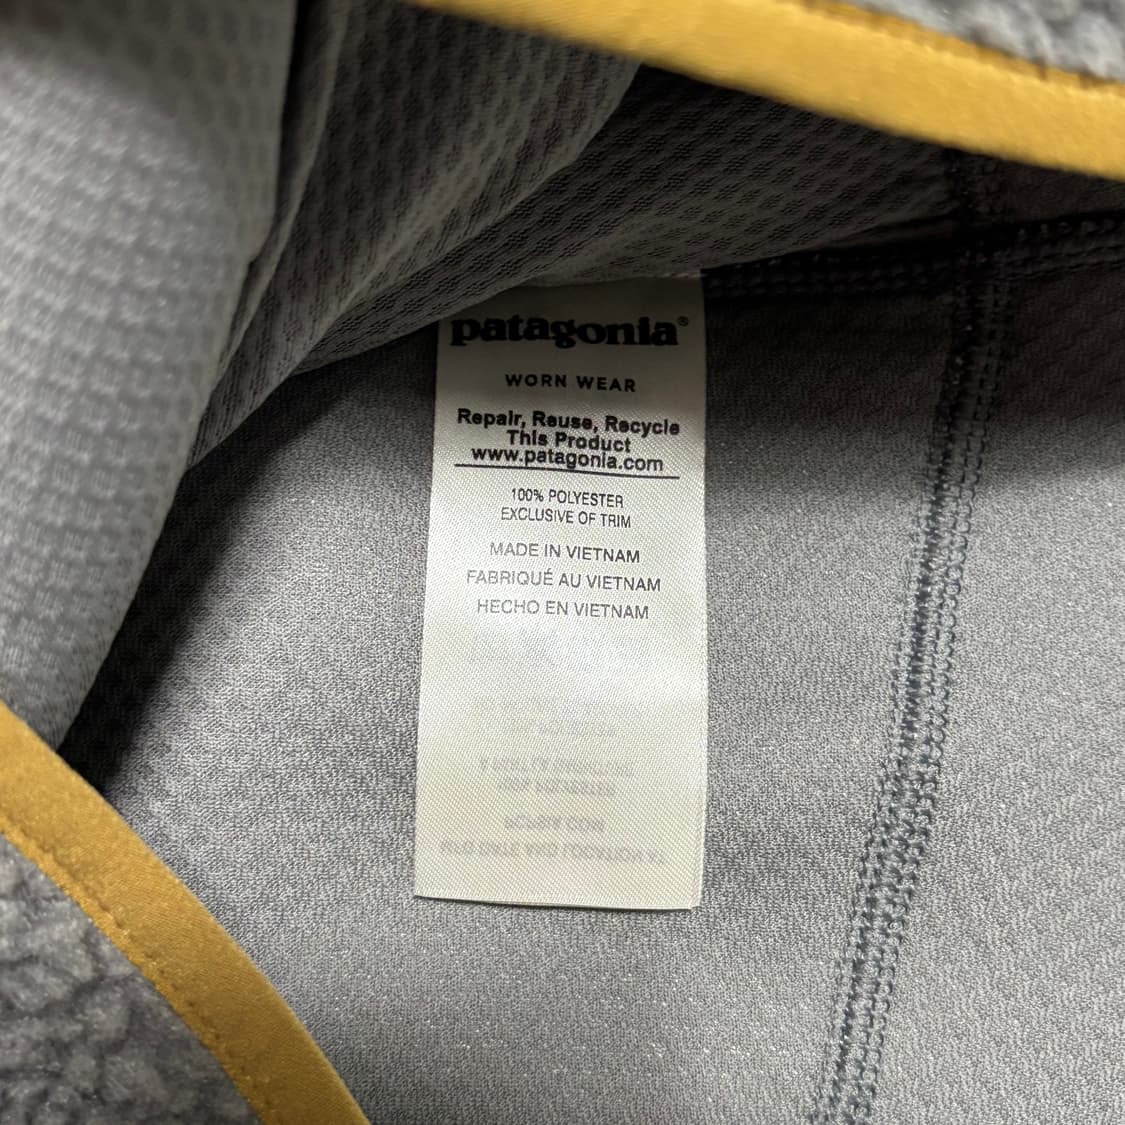 patagonia®
WORN WEAR
Repair, Reuse, Recycle
This Product
www.patagonia.com
100% POLYESTER
EXCLUSIVE OF TRIM
MADE IN VIETNAM
FABRIQUÉ AU VIETNAM
HECHO EN VIETNAM